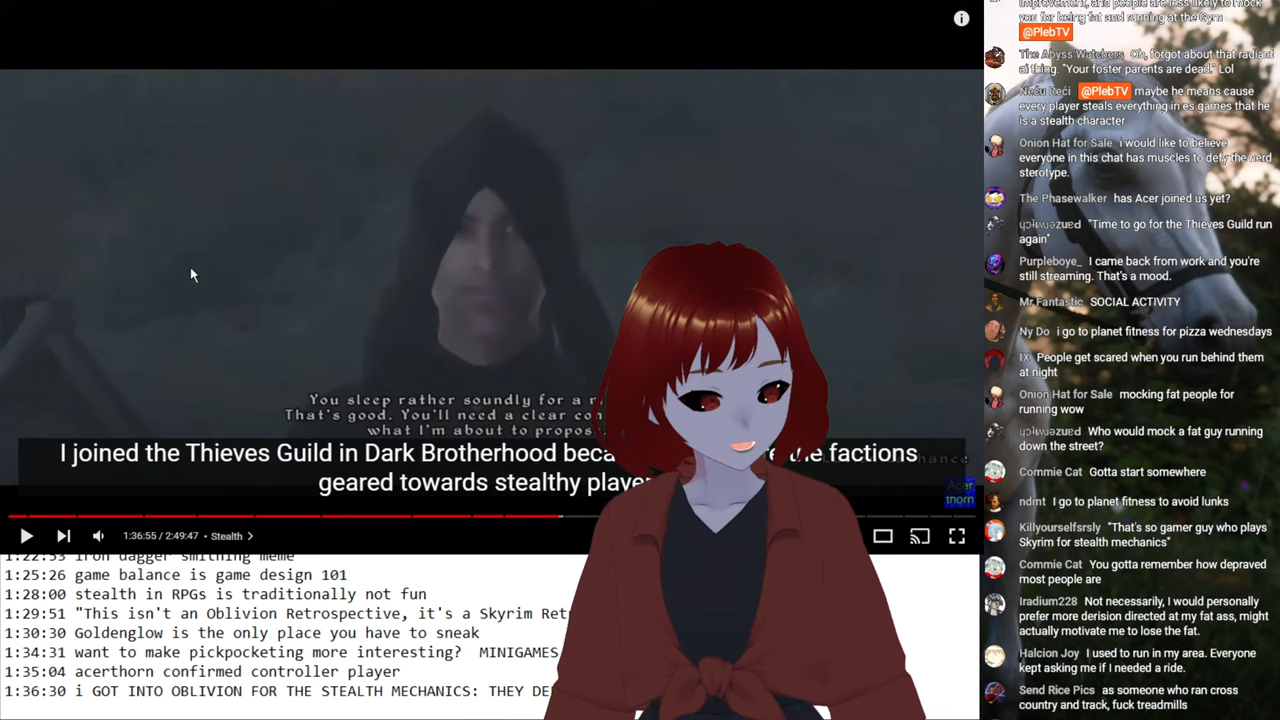 You sleep rather soundly for a
That's good. You'll need a clear
what I'm about to
I joined the Thieves Guild in Dark Brotherhood the factions
geared towards stealthy
Acer
thorn
1:36:55 / 2:49:47 • Stealth
1:22:53 iron dagger smithing meme
1:25:26 game balance is game design 101
1:28:00 stealth in RPGs is traditionally not fun
1:29:51 "This isn't an Oblivion Retrospective, it's a Skyrim
1:30:30 Goldenglow is the only place you have to sneak
1:34:31 want to make pickpocketing more interesting? MINIGAMES
1:35:04 acerthorn confirmed controller player
1:36:30 i GOT INTO OBLIVION FOR THE STEALTH MECHANICS: THEY
improvement, and people are less likely to mock
you for being fat and running at the Gym
@PlebTV
The Abyss Watchers Oh, forgot about that radiant
ai thing. "Your foster parents are dead." Lol
@PlebTV maybe he means cause
every player steals everything in es games that he
is a stealth character
Onion Hat for Sale i would like to believe
everyone in this chat has muscles to defy the nerd
sterotype.
The Phasewalker has Acer joined us yet?
"Time to go for the Thieves Guild run
again"
Purpleboye_ I came back from work and you're
still streaming. That's a mood.
Mr Fantastic SOCIAL ACTIVITY
Ny Do i go to planet fitness for pizza wednesdays
IX People get scared when you run behind them
at night
Onion Hat for Sale mocking fat people for
running wow
Who would mock a fat guy running
down the street?
Commie Cat Gotta start somewhere
ndmt I go to planet fitness to avoid lunks
Killyourselfsrsly "That's so gamer guy who plays
Skyrim for stealth mechanics"
Commie Cat You gotta remember how depraved
most people are
Iradium228 Not necessarily, I would personally
prefer more derision directed at my fat ass, might
actually motivate me to lose the fat.
Halcion Joy I used to run in my area. Everyone
kept asking me if I needed a ride.
Send Rice Pics as someone who ran cross
country and track, fuck treadmills